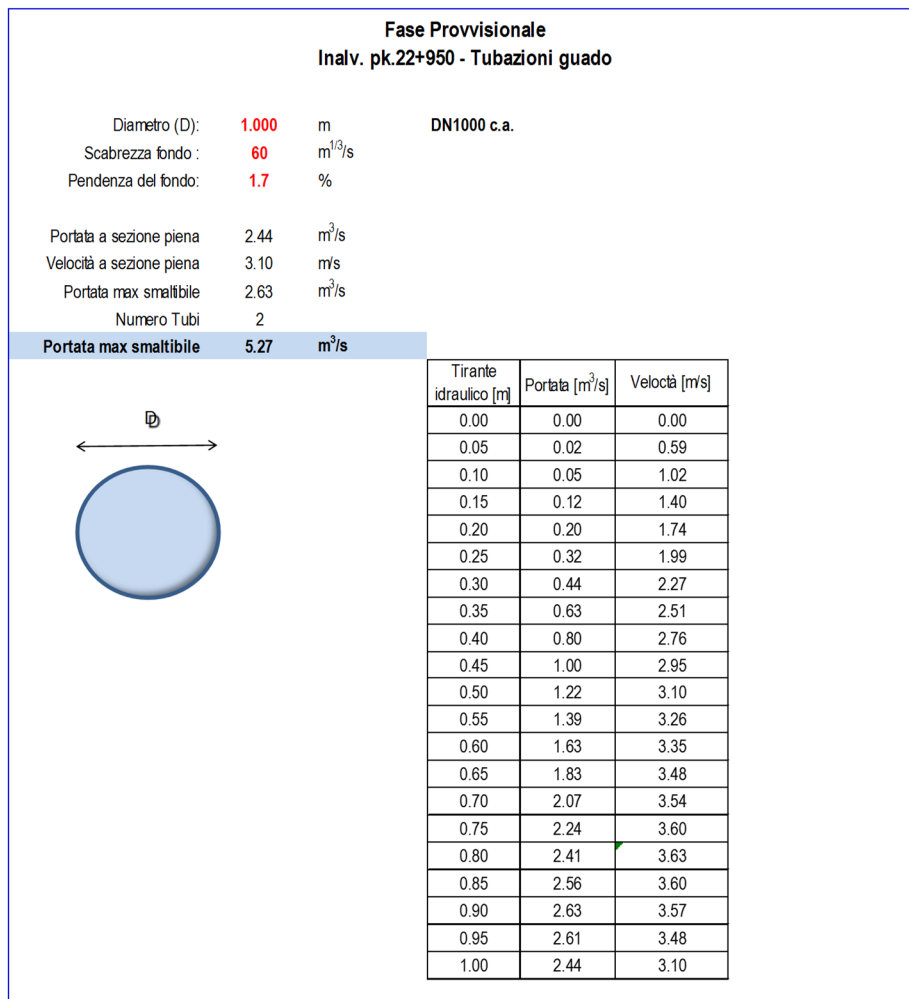 Fase Provvisionale
Inalv. pk.22+950 - Tubazioni guado
Diametro (D): 1.000 m DN1000 c.a.
Scabrezza fondo : 60 m^1/3/s
Pendenza del fondo: 1.7 %
Portata a sezione piena 2.44 m³/s
Velocità a sezione piena 3.10 m/s
Portata max smaltibile 2.63 m³/s
Numero Tubi 2
Portata max smaltibile 5.27 m³/s
Tirante idraulico [m] Portata [m³/s] Veloctà [m/s]
0.00 0.00 0.00
0.05 0.02 0.59
0.10 0.05 1.02
0.15 0.12 1.40
0.20 0.20 1.74
0.25 0.32 1.99
0.30 0.44 2.27
0.35 0.63 2.51
0.40 0.80 2.76
0.45 1.00 2.95
0.50 1.22 3.10
0.55 1.39 3.26
0.60 1.63 3.35
0.65 1.83 3.48
0.70 2.07 3.54
0.75 2.24 3.60
0.80 2.41 3.63
0.85 2.56 3.60
0.90 2.63 3.57
0.95 2.61 3.48
1.00 2.44 3.10
D